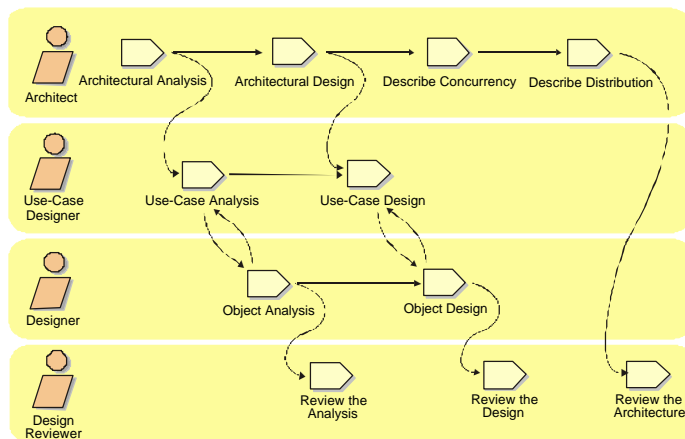 Architect
Architectural Analysis
Architectural Design
Describe Concurrency
Describe Distribution
Use-Case
Designer
Use-Case Analysis
Use-Case Design
Designer
Object Analysis
Object Design
Design
Reviewer
Review the
Analysis
Review the
Design
Review the
Architecture